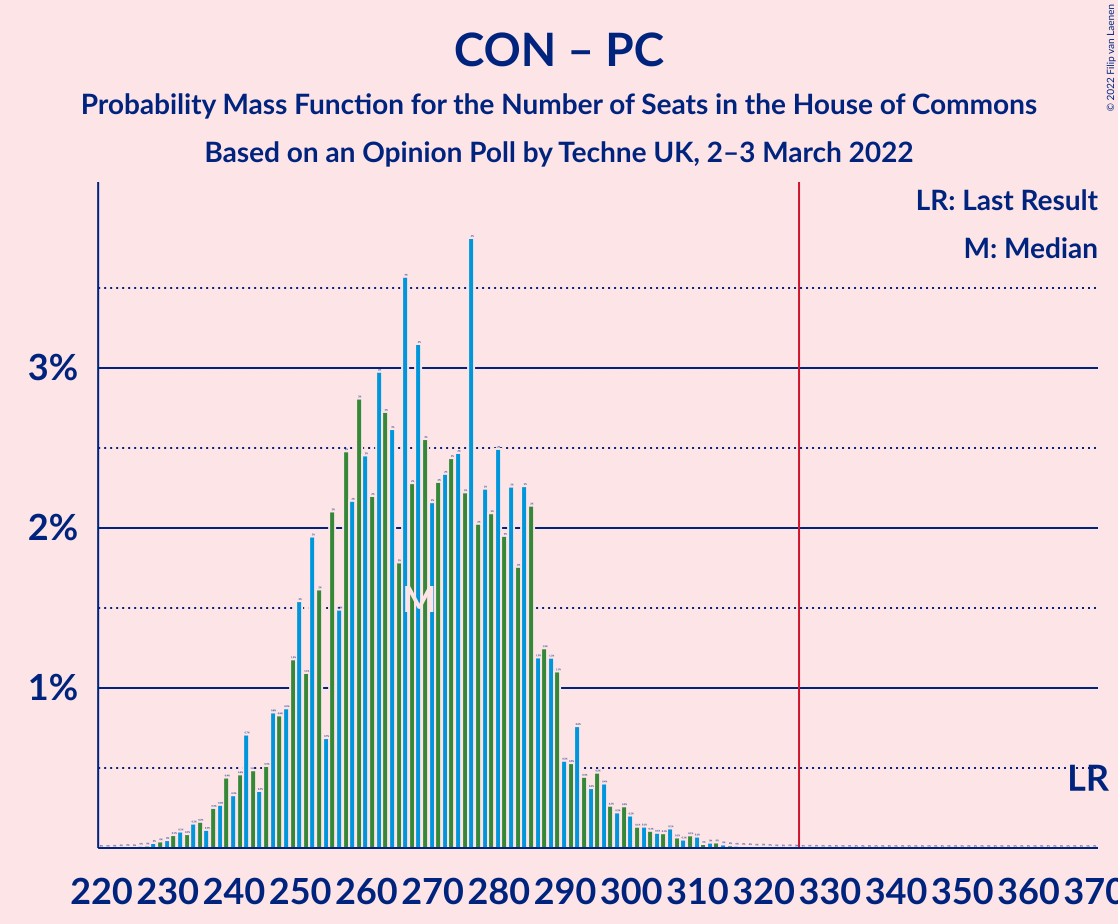 CON – PC
Probability Mass Function for the Number of Seats in the House of Commons
Based on an Opinion Poll by Techne UK, 2–3 March 2022
© 2022 Filip van Laenen
LR: Last Result
M: Median
3%
2%
1%
M
LR
220 230 240 250 260 270 280 290 300 310 320 330 340 350 360 370